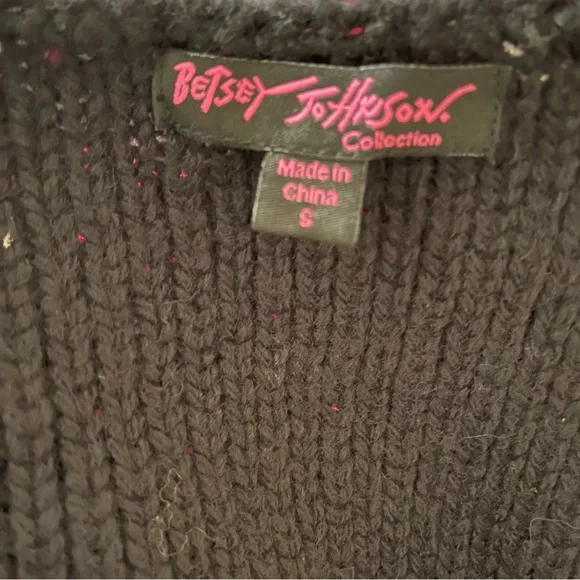 BETSEY JOHNSON.
Collection
Made in
China
S